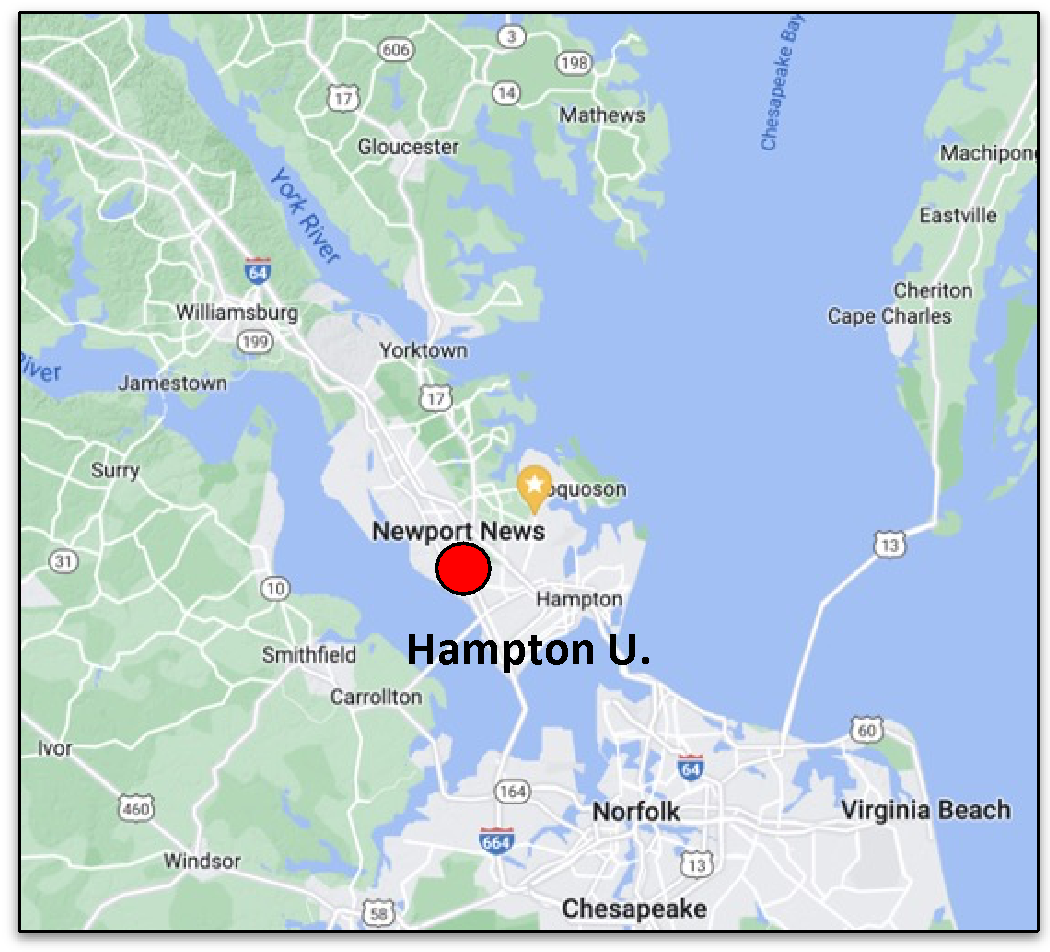 3
606
198
Chesapeake Bay
17
14
Mathews
Gloucester
Machipon
York River
Eastville
64
Cheriton
Williamsburg
Cape Charles
199
Yorktown
iver
Jamestown
17
Surry
oquoson
Newport News
13
31
10
Hampton
Hampton U.
Smithfield
Carrollton
60
Ivor
64
164
460
Norfolk
Virginia Beach
664
Windsor
13
58
Chesapeake